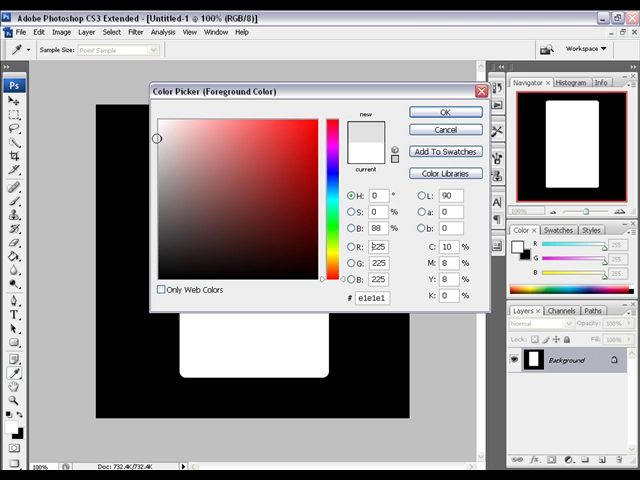 Adobe Photoshop CS3 Extended - [Untitled-1 @ 100% (RGB/8)]
File Edit Image Layer Select Filter Analysis View Window Help
Sample Size: Point Sample
Workspace
Ps
Color Picker (Foreground Color)
new
current
OK
Cancel
Add To Swatches
Color Libraries
H: 0 °
S: 0 %
B: 88 %
R: 225
G: 225
B: 225
# e1e1e1
L: 90
a: 0
b: 0
C: 10 %
M: 8 %
Y: 8 %
K: 0 %
Only Web Colors
Navigator Histogram Info
100%
Color Swatches Styles
R 255
G 255
B 255
Layers Channels Paths
Normal Opacity: 100%
Lock: Fill: 100%
Background
100% Doc: 732.4K/732.4K